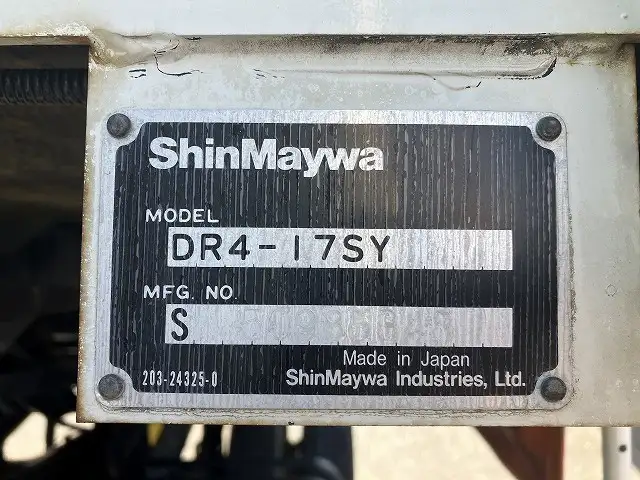 ShinMaywa
MODEL
DR4-17SY
MFG. NO.
S
Made in Japan
203-24325-0
ShinMaywa Industries, Ltd.